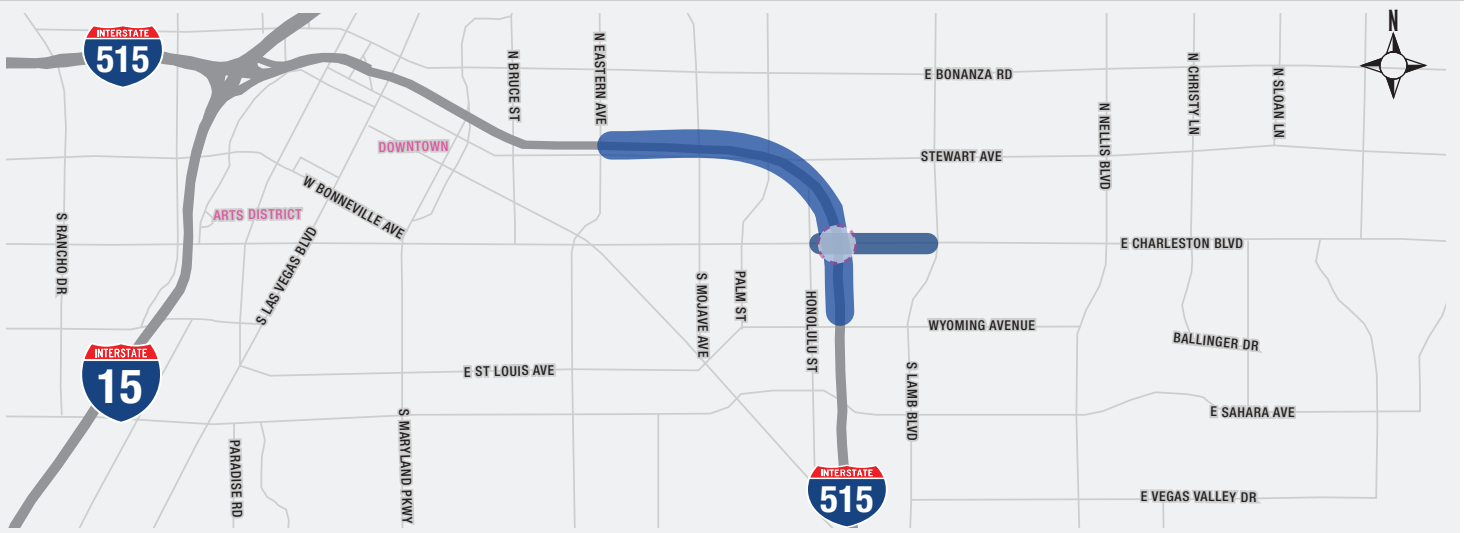 N
INTERSTATE
515
N BRUCE ST
N EASTERN AVE
E BONANZA RD
N NELLIS BLVD
N CHRISTY LN
N SLOAN LN
DOWNTOWN
STEWART AVE
W BONNEVILLE AVE
ARTS DISTRICT
S RANCHO DR
S LAS VEGAS BLVD
E CHARLESTON BLVD
S MOJAVE AVE
PALM ST
HONOLULU ST
WYOMING AVENUE
BALLINGER DR
INTERSTATE
15
E ST LOUIS AVE
S LAMB BLVD
E SAHARA AVE
PARADISE RD
S MARYLAND PKWY
INTERSTATE
515
E VEGAS VALLEY DR